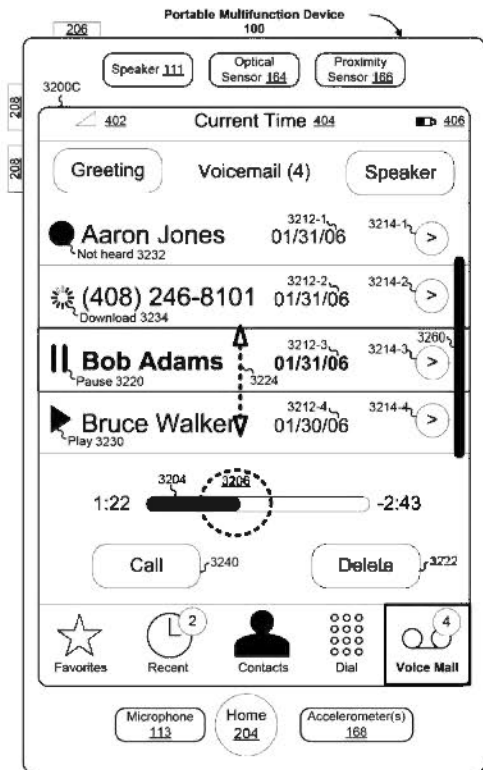 Portable Multifunction Device
100
206
Speaker 111
Optical
Sensor 164
Proximity
Sensor 166
208
3200C
402
Current Time 404
406
208
Greeting
Voicemail (4)
Speaker
Aaron Jones
Not heard 3232
3212-1
01/31/06
3214-1
>
(408) 246-8101
Download 3234
3212-2
01/31/06
3214-2
>
3260
Bob Adams
Pause 3220
3224
3212-3
01/31/06
3214-3
>
Bruce Walker
Play 3230
3212-4
01/30/06
3214-4
>
3204
3206
1:22
-2:43
Call
3240
Delete
3222
2
4
Favorites
Recent
Contacts
Dial
Voice Mail
Microphone
113
Home
204
Accelerometer(s)
168